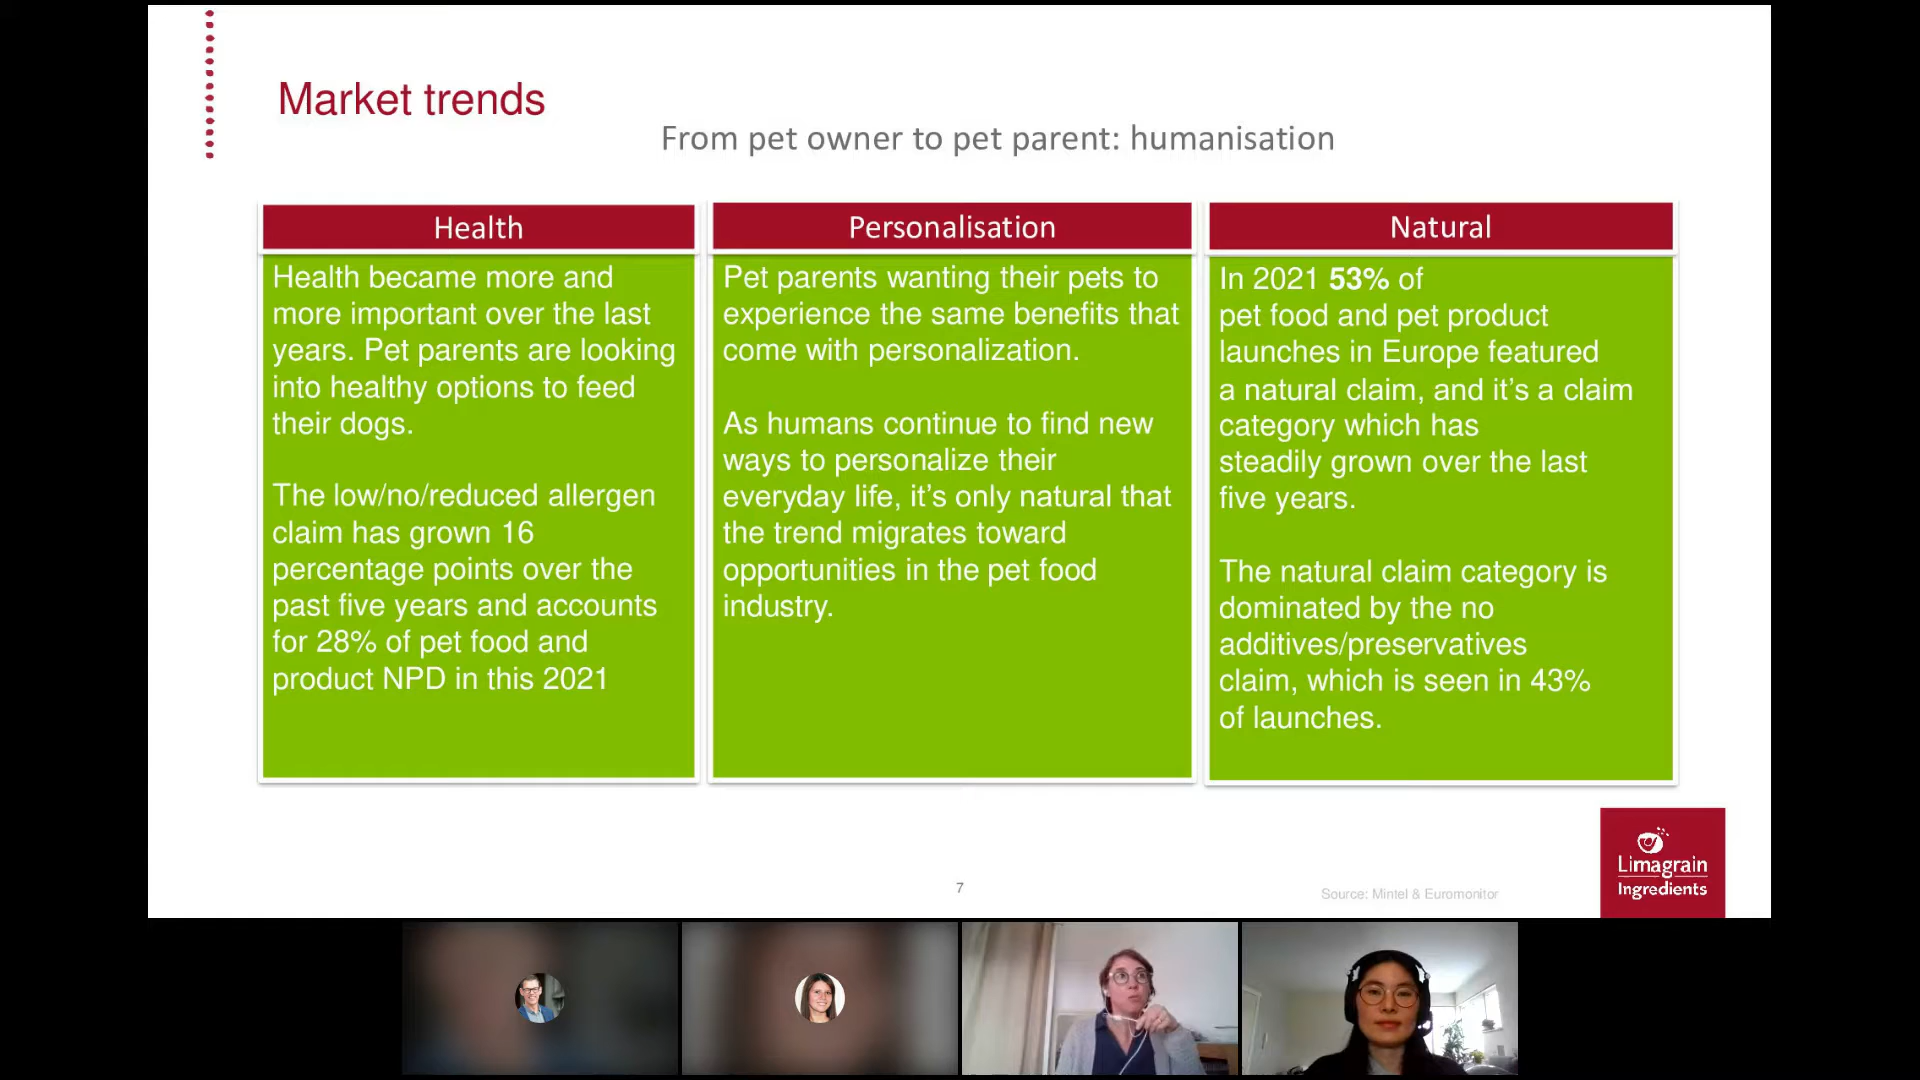 Market trends
From pet owner to pet parent: humanisation
Health
Health became more and
more important over the last
years. Pet parents are looking
into healthy options to feed
their dogs.
The low/no/reduced allergen
claim has grown 16
percentage points over the
past five years and accounts
for 28% of pet food and
product NPD in this 2021
Personalisation
Pet parents wanting their pets to
experience the same benefits that
come with personalization.
As humans continue to find new
ways to personalize their
everyday life, it’s only natural that
the trend migrates toward
opportunities in the pet food
industry.
Natural
In 2021 53% of
pet food and pet product
launches in Europe featured
a natural claim, and it’s a claim
category which has
steadily grown over the last
five years.
The natural claim category is
dominated by the no
additives/preservatives
claim, which is seen in 43%
of launches.
7
Source: Mintel & Euromonitor
Limagrain
Ingredients